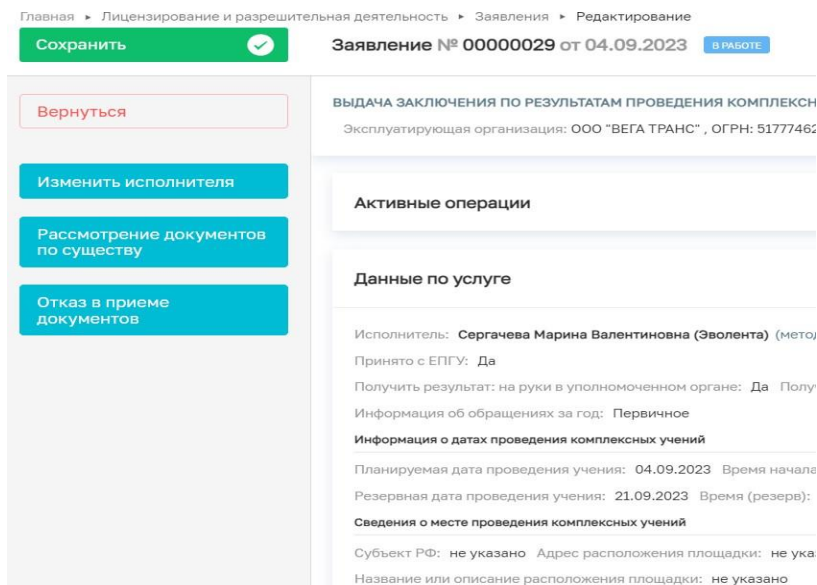 Главная ▸ Лицензирование и разрешительная деятельность ▸ Заявления ▸ Редактирование
Сохранить
Заявление № 00000029 от 04.09.2023 В РАБОТЕ
Вернуться
ВЫДАЧА ЗАКЛЮЧЕНИЯ ПО РЕЗУЛЬТАТАМ ПРОВЕДЕНИЯ КОМПЛЕКСН
Эксплуатирующая организация: ООО "ВЕГА ТРАНС" , ОГРН: 51777462
Изменить исполнителя
Рассмотрение документов
по существу
Отказ в приеме
документов
Активные операции
Данные по услуге
Исполнитель: Сергачева Марина Валентиновна (Эволента) (метод
Принято с ЕПГУ: Да
Получить результат: на руки в уполномоченном органе: Да Полу
Информация об обращениях за год: Первичное
Информация о датах проведения комплексных учений
Планируемая дата проведения учения: 04.09.2023 Время начала
Резервная дата проведения учения: 21.09.2023 Время (резерв):
Сведения о месте проведения комплексных учений
Субъект РФ: не указано Адрес расположения площадки: не ука
Название или описание расположения площадки: не указано